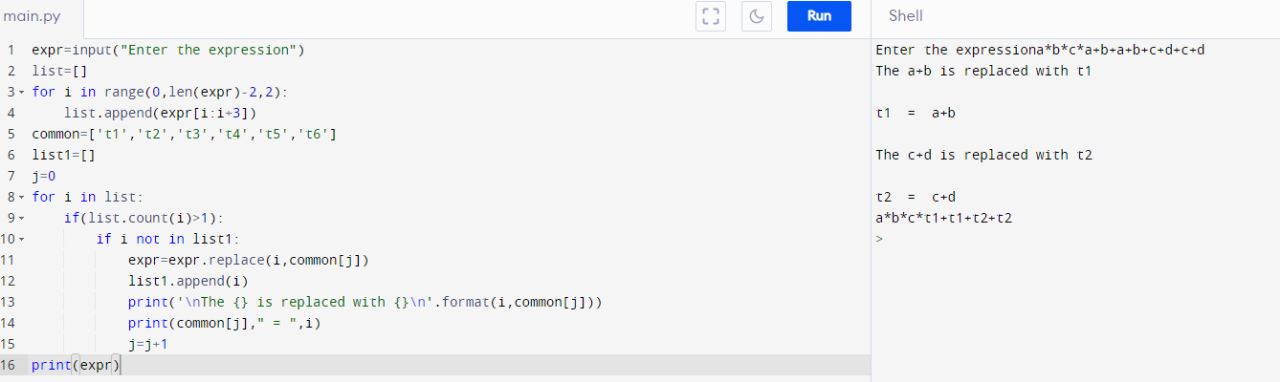 main.py
Run
Shell
1 expr=input("Enter the expression")
2 list=[]
3 for i in range(0,len(expr)-2,2):
4     list.append(expr[i:i+3])
5 common=['t1','t2','t3','t4','t5','t6']
6 list1=[]
7 j=0
8 for i in list:
9     if(list.count(i)>1):
10         if i not in list1:
11             expr=expr.replace(i,common[j])
12             list1.append(i)
13             print('\nThe {} is replaced with {}\n'.format(i,common[j]))
14             print(common[j]," = ",i)
15             j=j+1
16 print(expr)
Enter the expressiona*b*c*a+b+a+b+c+d+c+d
The a+b is replaced with t1
t1  =  a+b
The c+d is replaced with t2
t2  =  c+d
a*b*c*t1+t1+t2+t2
>